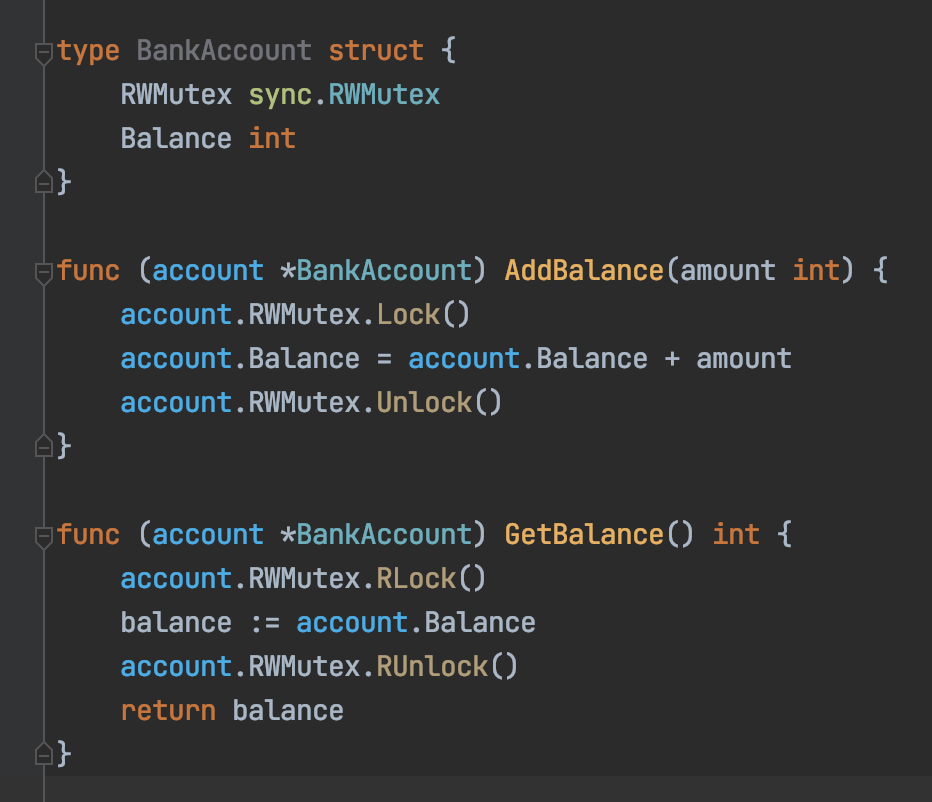 type BankAccount struct {
    RWMutex sync.RWMutex
    Balance int
}
func (account *BankAccount) AddBalance(amount int) {
    account.RWMutex.Lock()
    account.Balance = account.Balance + amount
    account.RWMutex.Unlock()
}
func (account *BankAccount) GetBalance() int {
    account.RWMutex.RLock()
    balance := account.Balance
    account.RWMutex.RUnlock()
    return balance
}